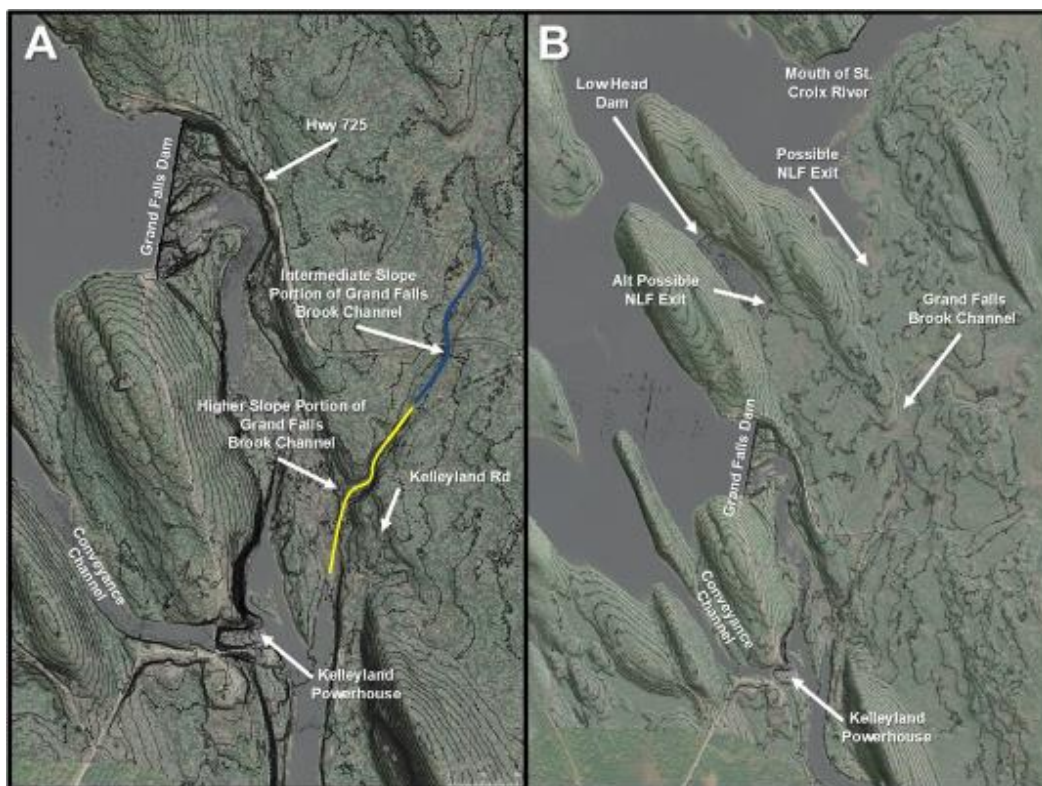 A
Hwy 725
Grand Falls Dam
Intermediate Slope
Portion of Grand Falls
Brook Channel
Higher Slope Portion of
Grand Falls
Brook Channel
Kelleyland Rd
Conveyance
Channel
Kelleyland
Powerhouse
B
Mouth of St.
Croix River
Low Head
Dam
Possible
NLF Exit
Alt Possible
NLF Exit
Grand Falls
Brook Channel
Grand Falls Dam
Conveyance
Channel
Kelleyland
Powerhouse